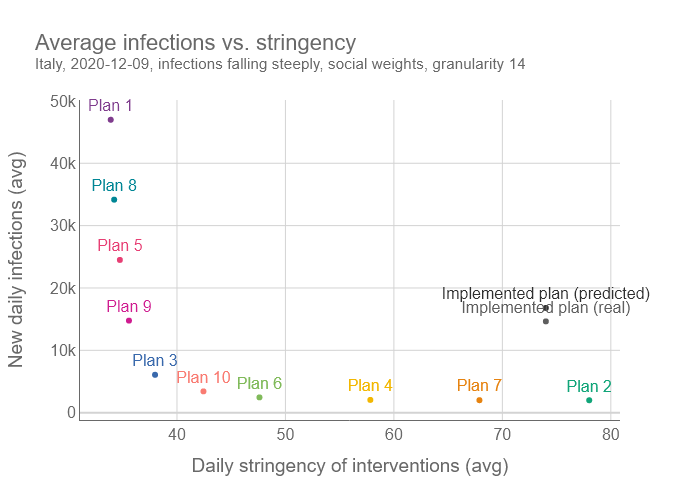 Average infections vs. stringency
Italy, 2020-12-09, infections falling steeply, social weights, granularity 14
50k
Plan 1
40k
Plan 8
30k
Plan 5
20k
Implemented plan (predicted)
Plan 9
Implemented plan (real)
10k
Plan 3
Plan 10
Plan 6
Plan 4
Plan 7
Plan 2
0
40
50
60
70
80
New daily infections (avg)
Daily stringency of interventions (avg)